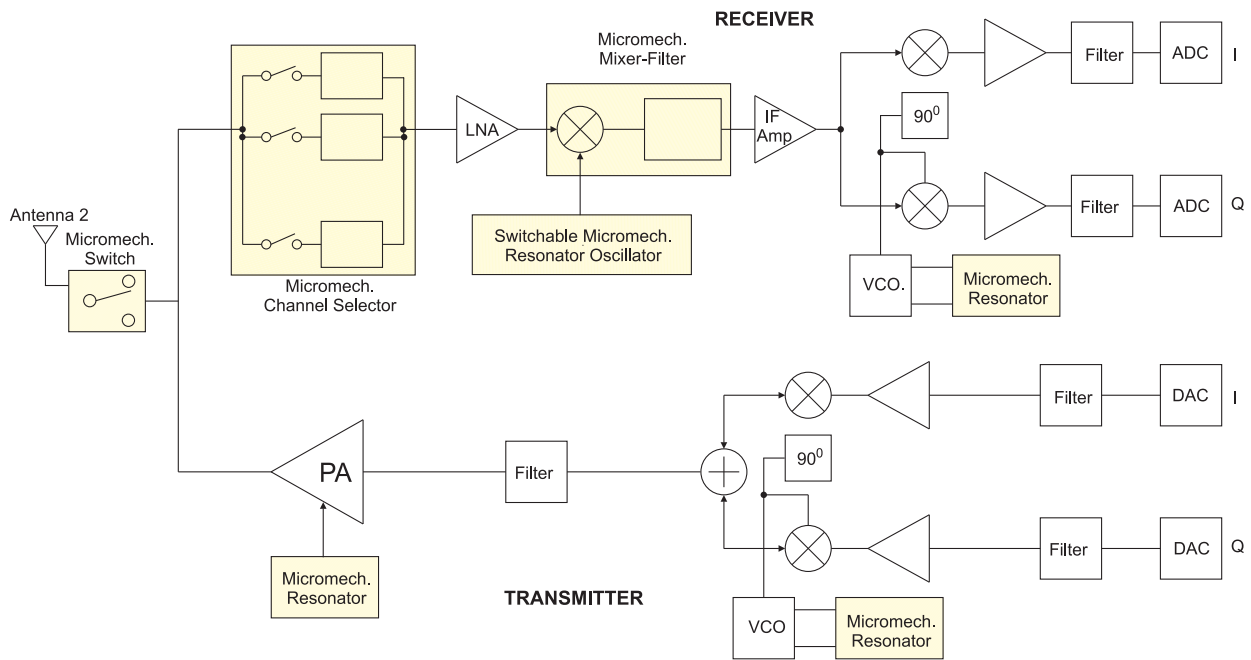 RECEIVER
Micromech.
Mixer-Filter
Filter
ADC
I
LNA
IF
Amp
90⁰
Filter
ADC
Q
Antenna 2
Micromech.
Switch
Switchable Micromech.
Resonator Oscillator
Micromech.
Channel Selector
VCO.
Micromech.
Resonator
Filter
DAC
I
PA
Filter
90⁰
Filter
DAC
Q
Micromech.
Resonator
TRANSMITTER
VCO
Micromech.
Resonator